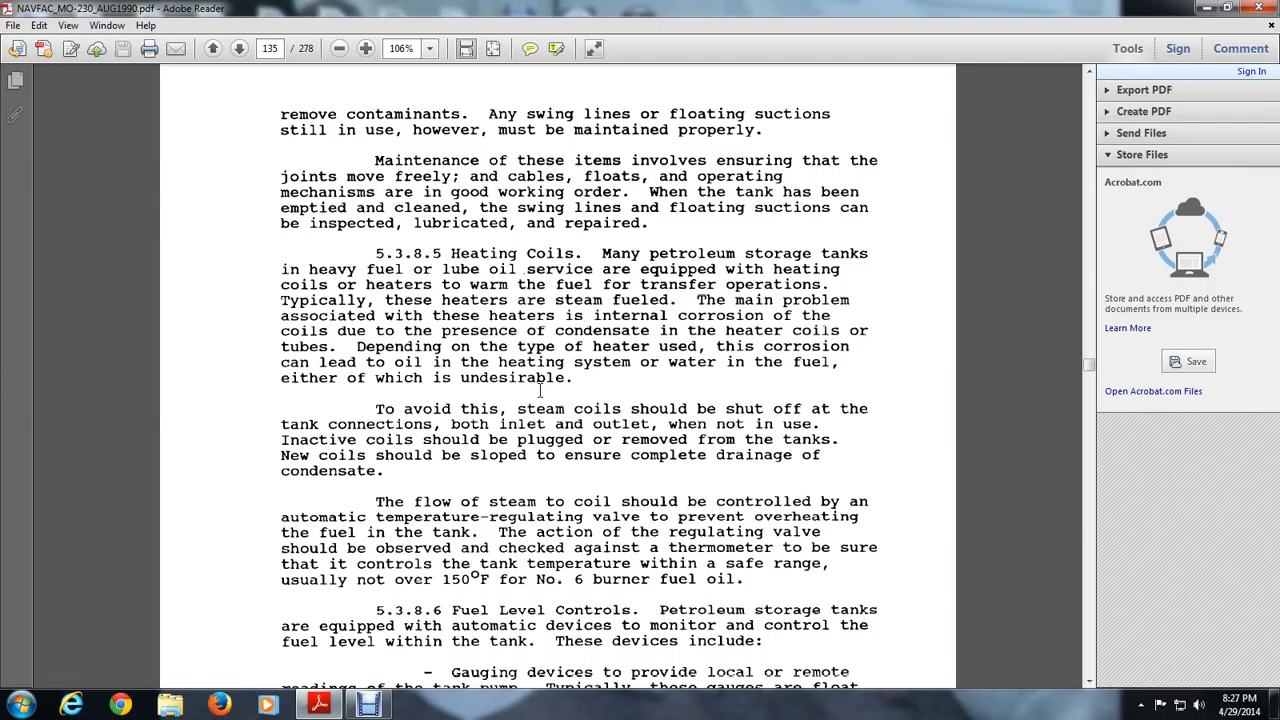 NAVFAC_MO-230_AUG1990.pdf - Adobe Reader
File Edit View Window Help
135 / 278 106% Tools Sign Comment
Sign In
Export PDF
Create PDF
Send Files
Store Files
Acrobat.com
Store and access PDF and other
documents from multiple devices.
Learn More
Save
Open Acrobat.com Files
remove contaminants. Any swing lines or floating suctions
still in use, however, must be maintained properly.
Maintenance of these items involves ensuring that the
joints move freely; and cables, floats, and operating
mechanisms are in good working order. When the tank has been
emptied and cleaned, the swing lines and floating suctions can
be inspected, lubricated, and repaired.
5.3.8.5 Heating Coils. Many petroleum storage tanks
in heavy fuel or lube oil service are equipped with heating
coils or heaters to warm the fuel for transfer operations.
Typically, these heaters are steam fueled. The main problem
associated with these heaters is internal corrosion of the
coils due to the presence of condensate in the heater coils or
tubes. Depending on the type of heater used, this corrosion
can lead to oil in the heating system or water in the fuel,
either of which is undesirable.
To avoid this, steam coils should be shut off at the
tank connections, both inlet and outlet, when not in use.
Inactive coils should be plugged or removed from the tanks.
New coils should be sloped to ensure complete drainage of
condensate.
The flow of steam to coil should be controlled by an
automatic temperature-regulating valve to prevent overheating
the fuel in the tank. The action of the regulating valve
should be observed and checked against a thermometer to be sure
that it controls the tank temperature within a safe range,
usually not over 150°F for No. 6 burner fuel oil.
5.3.8.6 Fuel Level Controls. Petroleum storage tanks
are equipped with automatic devices to monitor and control the
fuel level within the tank. These devices include:
- Gauging devices to provide local or remote
readings of the tank pump. Typically, these gauges are float
8:27 PM
4/29/2014